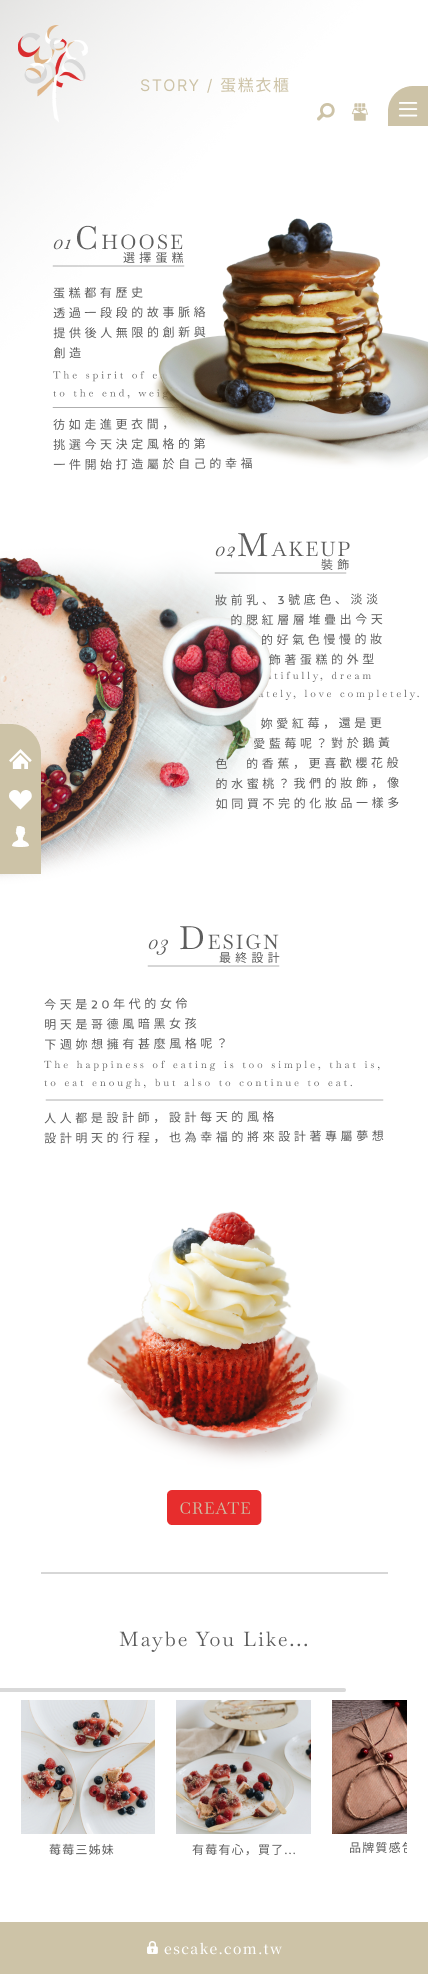 STORY / 蛋糕衣櫃
01 CHOOSE
選擇蛋糕
蛋糕都有歷史
透過一段段的故事脈絡
提供後人無限的創新與
創造
The spirit of
to the end,
彷如走進更衣間，
挑選今天決定風格的第
一件開始打造屬於自己的幸福
02 MAKEUP
裝飾
妝前乳、3號底色、淡淡
的腮紅層層堆疊出今天
的好氣色慢慢的妝
飾著蛋糕的外型
dream
love completely.
妳愛紅莓，還是更
愛藍莓呢？對於鵝黃
色 的香蕉，更喜歡櫻花般
的水蜜桃？我們的妝飾，像
如同買不完的化妝品一樣多
03 DESIGN
最終設計
今天是20年代的女伶
明天是哥德風暗黑女孩
下週妳想擁有甚麼風格呢？
The happiness of eating is too simple, that is,
to eat enough, but also to continue to eat.
人人都是設計師，設計每天的風格
設計明天的行程，也為幸福的將來設計著專屬夢想
CREATE
Maybe You Like...
莓莓三姊妹
有莓有心，買了...
品牌質感
escake.com.tw